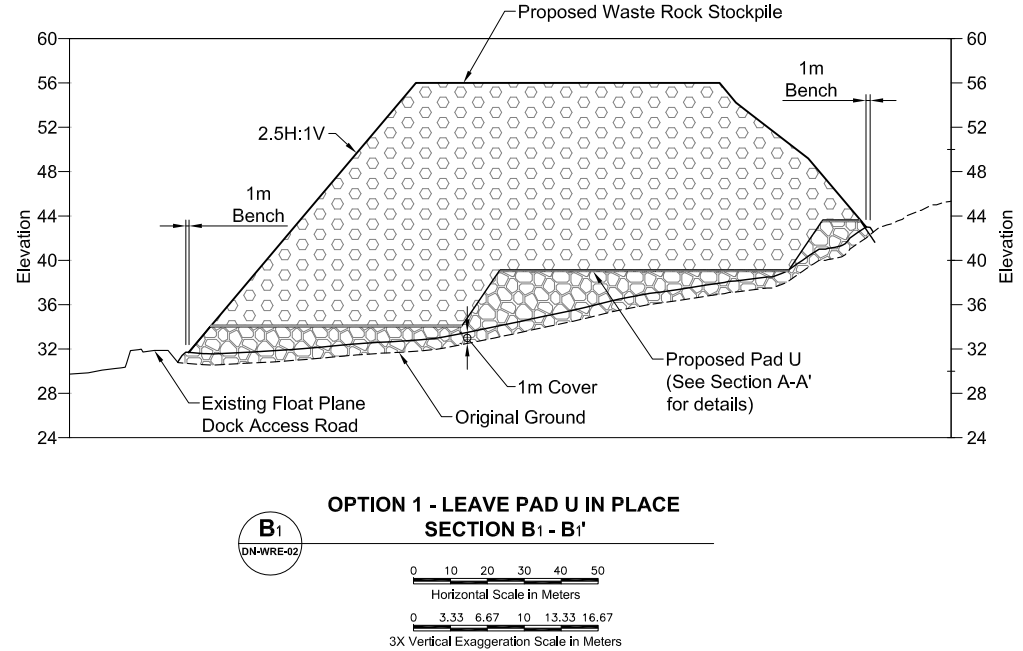 Proposed Waste Rock Stockpile
60
60
1m
Bench
56
56
2.5H:1V
52
52
48
48
1m
Bench
44
44
Elevation
Elevation
40
40
36
36
32
32
Proposed Pad U
(See Section A-A'
for details)
1m Cover
28
28
Existing Float Plane
Dock Access Road
Original Ground
24
24
OPTION 1 - LEAVE PAD U IN PLACE
SECTION B1 - B1'
B1
DN-WRE-02
0 10 20 30 40 50
Horizontal Scale in Meters
0 3.33 6.67 10 13.33 16.67
3X Vertical Exaggeration Scale in Meters